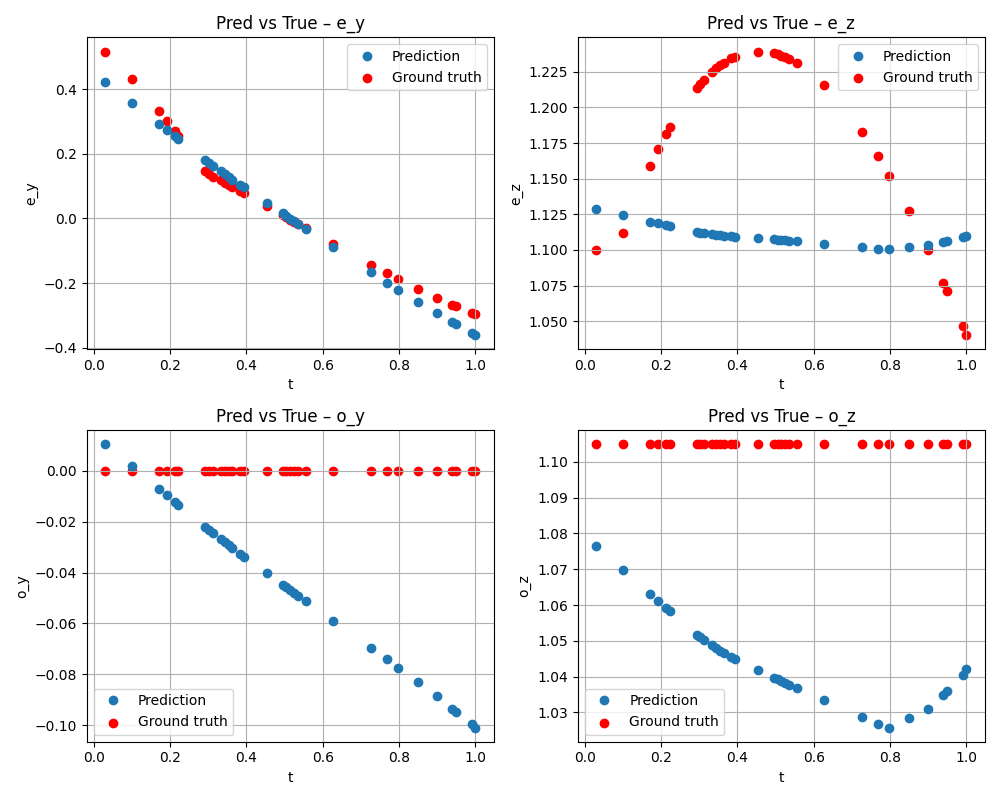 Pred vs True – e_y
Prediction
Ground truth
0.4
0.2
0.0
−0.2
−0.4
e_y
0.0 0.2 0.4 0.6 0.8 1.0
t
Pred vs True – e_z
Prediction
Ground truth
1.225
1.200
1.175
1.150
1.125
1.100
1.075
1.050
e_z
0.0 0.2 0.4 0.6 0.8 1.0
t
Pred vs True – o_y
0.00
−0.02
−0.04
−0.06
−0.08
−0.10
o_y
Prediction
Ground truth
0.0 0.2 0.4 0.6 0.8 1.0
t
Pred vs True – o_z
1.10
1.09
1.08
1.07
1.06
1.05
1.04
1.03
o_z
Prediction
Ground truth
0.0 0.2 0.4 0.6 0.8 1.0
t